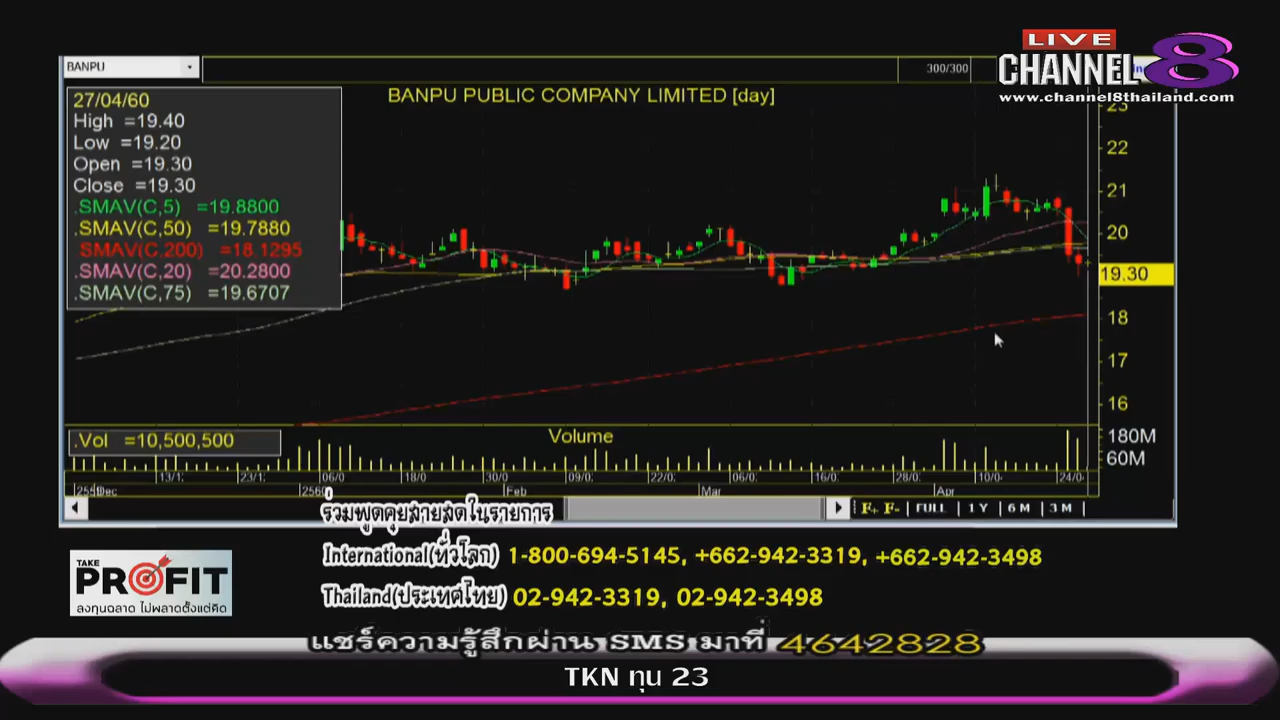 LIVE
CHANNEL 8
www.channel8thailand.com
BANPU
300/300
BANPU PUBLIC COMPANY LIMITED [day]
27/04/60
High =19.40
Low =19.20
Open =19.30
Close =19.30
.SMAV(C,5) =19.8800
.SMAV(C,50) =19.7880
.SMAV(C,200) =18.1295
.SMAV(C,20) =20.2800
.SMAV(C,75) =19.6707
23
22
21
20
19.30
18
17
16
.Vol =10,500,500
Volume
180M
60M
13/1 23/1 06/0 18/0 30/0 09/0 22/0 06/0 16/0 28/0 10/0 24/0
Dec 2560 Feb Mar Apr
F+ F- FULL | 1 Y | 6 M | 3 M |
ร่วมพูดคุยสายสดในรายการ
International(ทั่วโลก) 1-800-694-5145, +662-942-3319, +662-942-3498
Thailand(ประเทศไทย) 02-942-3319, 02-942-3498
TAKE
PROFIT
ลงทุนฉลาด ไม่พลาดตั้งแต่คิด
แชร์ความรู้สึกผ่าน SMS มาที่ 4642828
TKN ทุน 23